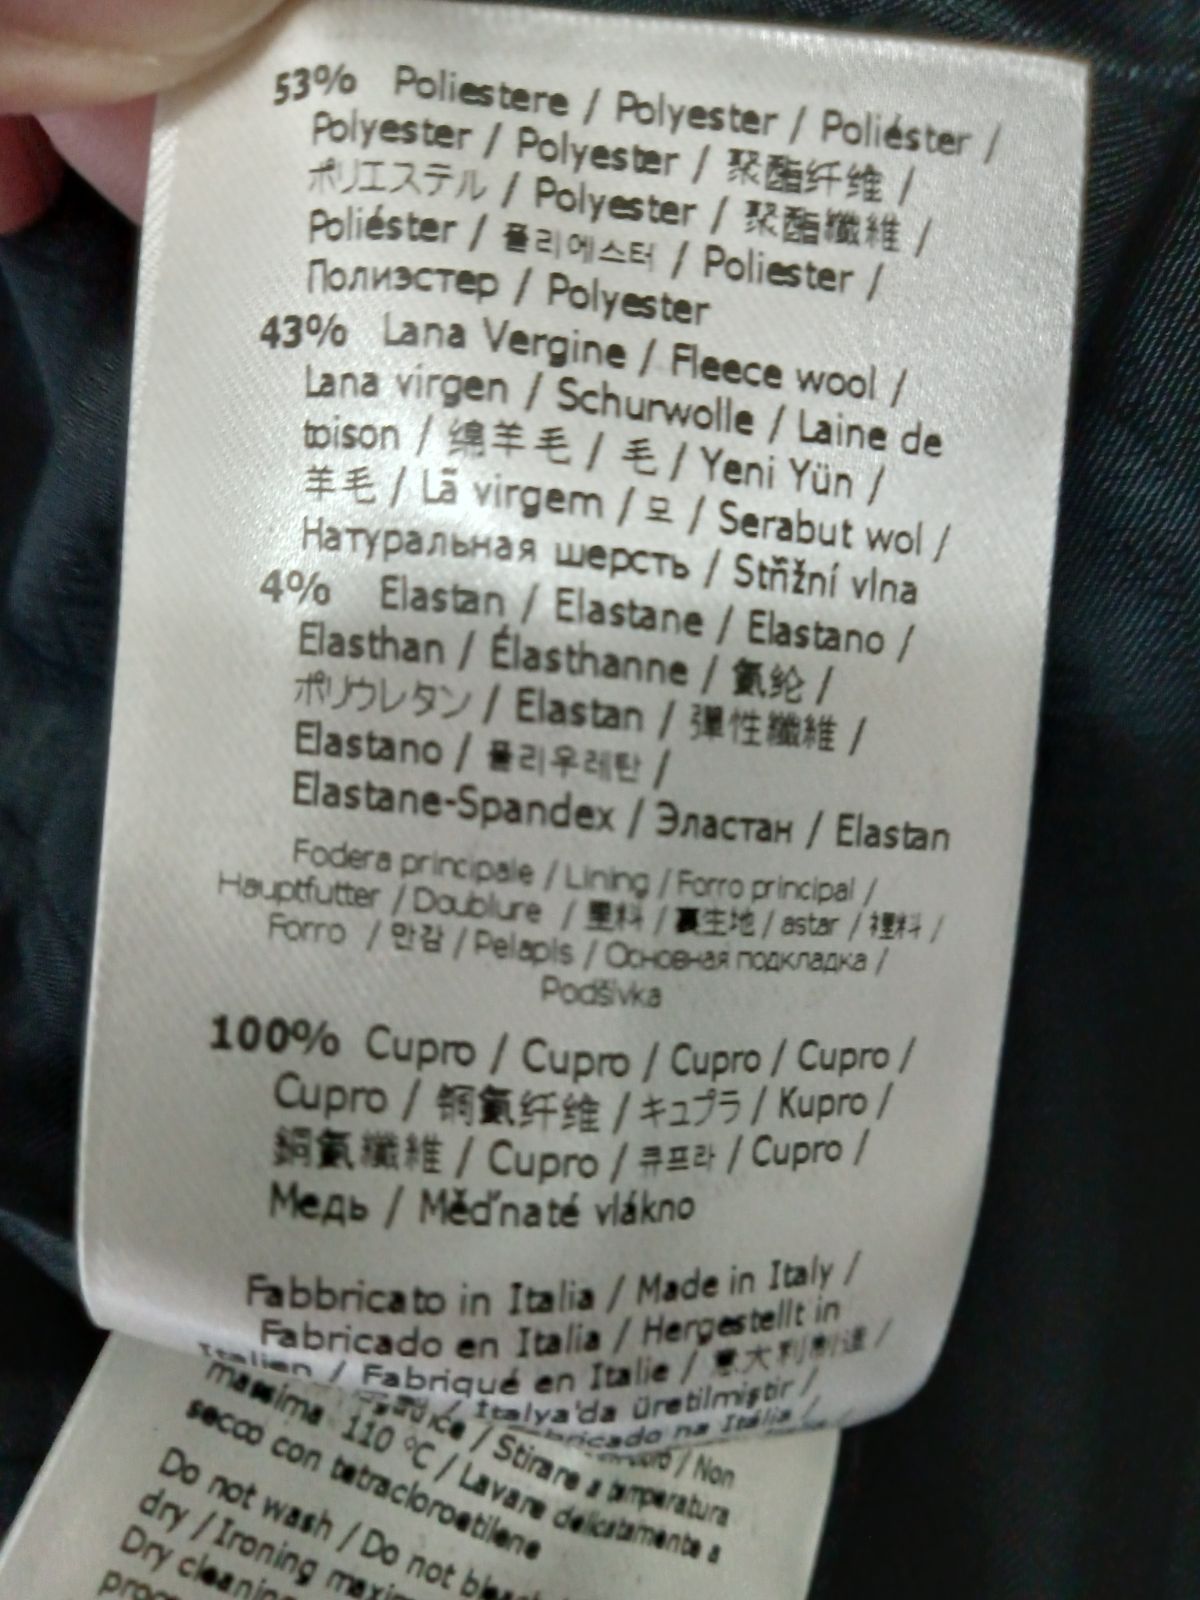 53% Poliestere / Polyester / Poliéster /
Polyester / Polyester / 聚酯纤维 /
ポリエステル / Polyester / 聚酯纖維 /
Poliéster / 폴리에스터 / Poliester /
Полиэстер / Polyester
43% Lana Vergine / Fleece wool /
Lana virgen / Schurwolle / Laine de
toison / 绵羊毛 / 毛 / Yeni Yün /
羊毛 / Lã virgem / 모 / Serabut wol /
Натуральная шерсть / Střižní vlna
4% Elastan / Elastane / Elastano /
Elasthan / Élasthanne / 氨纶 /
ポリウレタン / Elastan / 彈性纖維 /
Elastano / 폴리우레탄 /
Elastane-Spandex / Эластан / Elastan
Fodera principale / Lining / Forro principal /
Hauptfutter / Doublure / 里料 / 裏生地 / astar / 裡料 /
Forro / 안감 / Pelapis / Основная подкладка /
Podšívka
100% Cupro / Cupro / Cupro / Cupro /
Cupro / 铜氨纤维 / キュプラ / Kupro /
銅氨纖維 / Cupro / 큐프라 / Cupro /
Медь / Měďnaté vlákno
Fabbricato in Italia / Made in Italy /
Fabricado en Italia / Hergestellt in
Italien / Fabriqué en Italie / 意大利制造 /
/ Italya'da üretilmiştir /
na Itália /
/ Non
/ Stirare a temperatura
massima 110 °C / Lavare delicatamente a
secco con tetracloroetilene
Do not wash / Do not
dry / Ironing
Dry